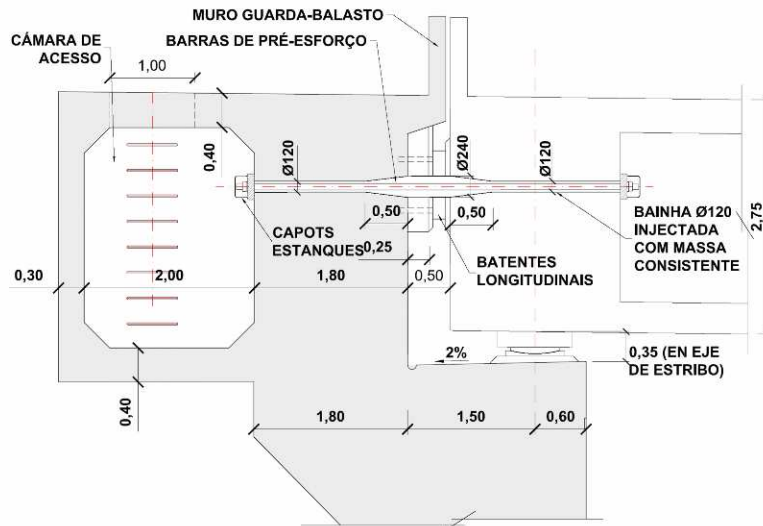 MURO GUARDA-BALASTO
CÁMARA DE
ACESSO
BARRAS DE PRÉ-ESFORÇO
1,00
0,40
Ø120
Ø240
Ø120
2,75
0,50
0,50
CAPOTS
ESTANQUES
0,25
BATENTES
LONGITUDINAIS
BAINHA Ø120
INJECTADA
COM MASSA
CONSISTENTE
0,30
2,00
1,80
0,50
2%
0,35 (EN EJE
DE ESTRIBO)
0,40
1,80
1,50
0,60